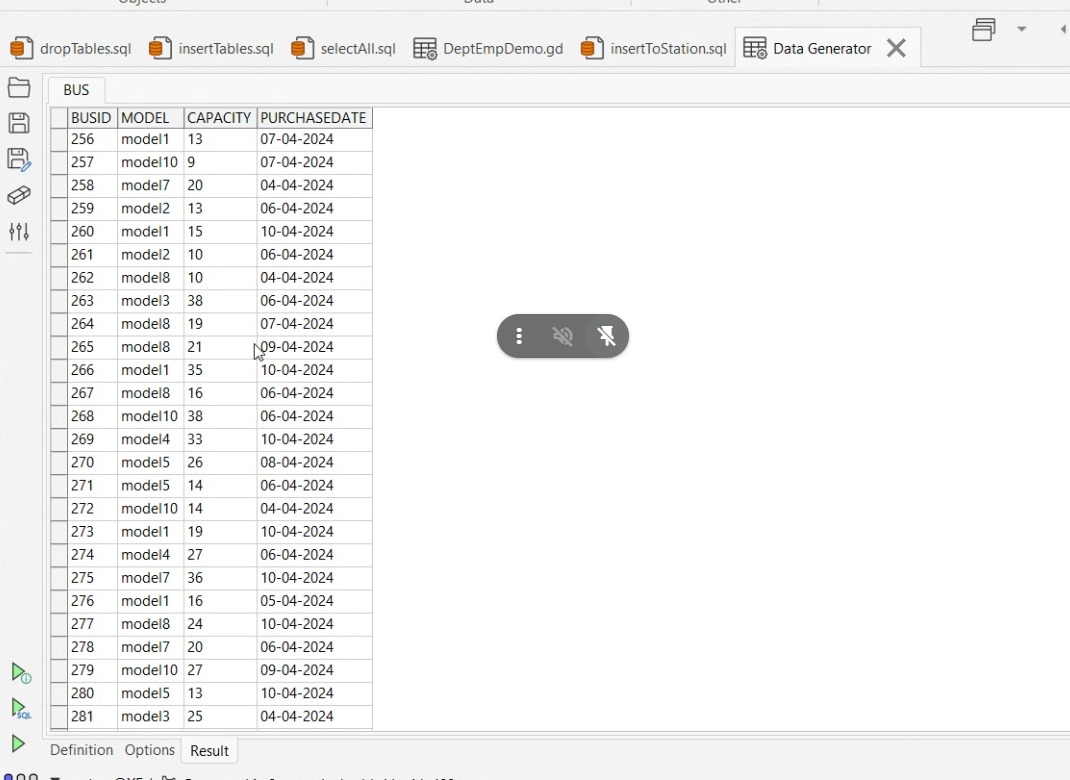 Objects Data Other
dropTables.sql insertTables.sql selectAll.sql DeptEmpDemo.gd insertToStation.sql Data Generator
BUS
BUSID MODEL CAPACITY PURCHASEDATE
256 model1 13 07-04-2024
257 model10 9 07-04-2024
258 model7 20 04-04-2024
259 model2 13 06-04-2024
260 model1 15 10-04-2024
261 model2 10 06-04-2024
262 model8 10 04-04-2024
263 model3 38 06-04-2024
264 model8 19 07-04-2024
265 model8 21 09-04-2024
266 model1 35 10-04-2024
267 model8 16 06-04-2024
268 model10 38 06-04-2024
269 model4 33 10-04-2024
270 model5 26 08-04-2024
271 model5 14 06-04-2024
272 model10 14 04-04-2024
273 model1 19 10-04-2024
274 model4 27 06-04-2024
275 model7 36 10-04-2024
276 model1 16 05-04-2024
277 model8 24 10-04-2024
278 model7 20 06-04-2024
279 model10 27 09-04-2024
280 model5 13 10-04-2024
281 model3 25 04-04-2024
SQL
Definition Options Result